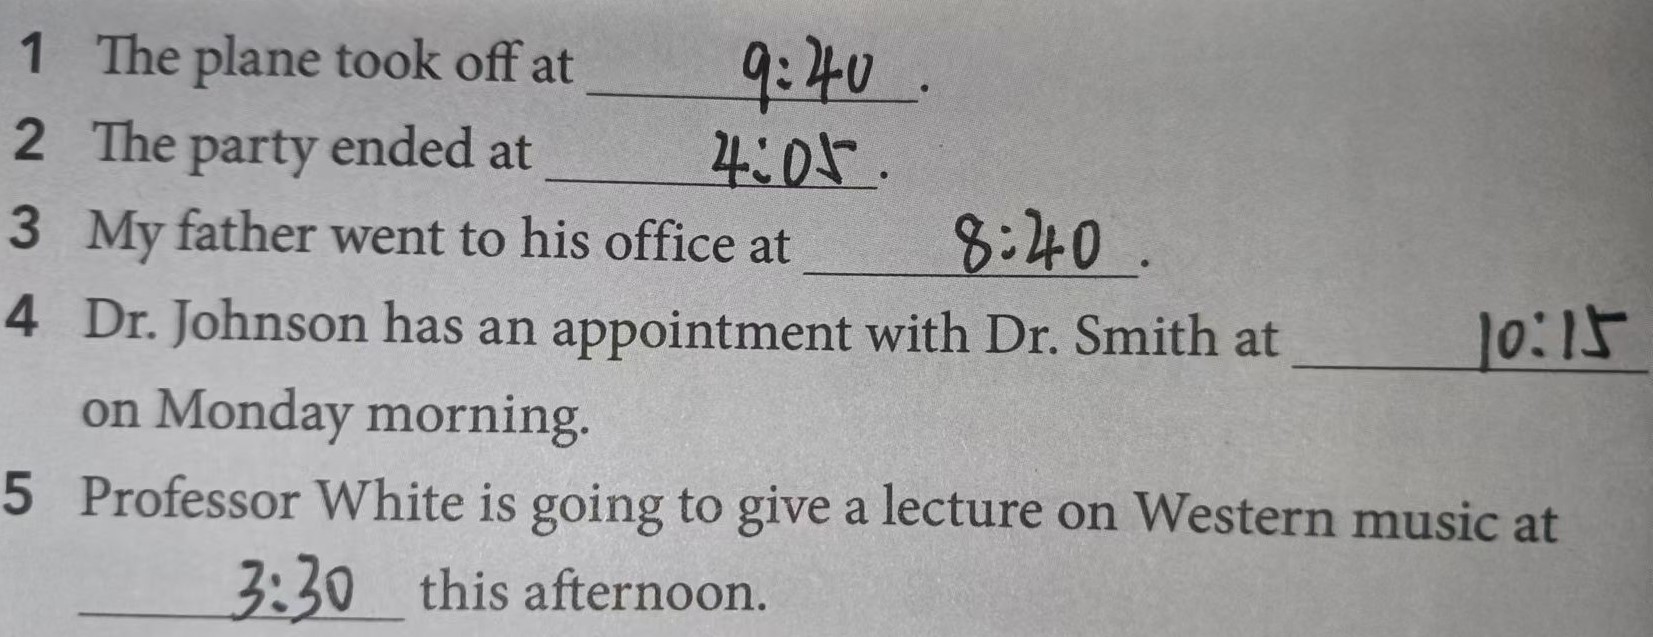 1 The plane took off at 9:40 .
2 The party ended at 4:05 .
3 My father went to his office at 8:40 .
4 Dr. Johnson has an appointment with Dr. Smith at 10:15
on Monday morning.
5 Professor White is going to give a lecture on Western music at
3:30 this afternoon.